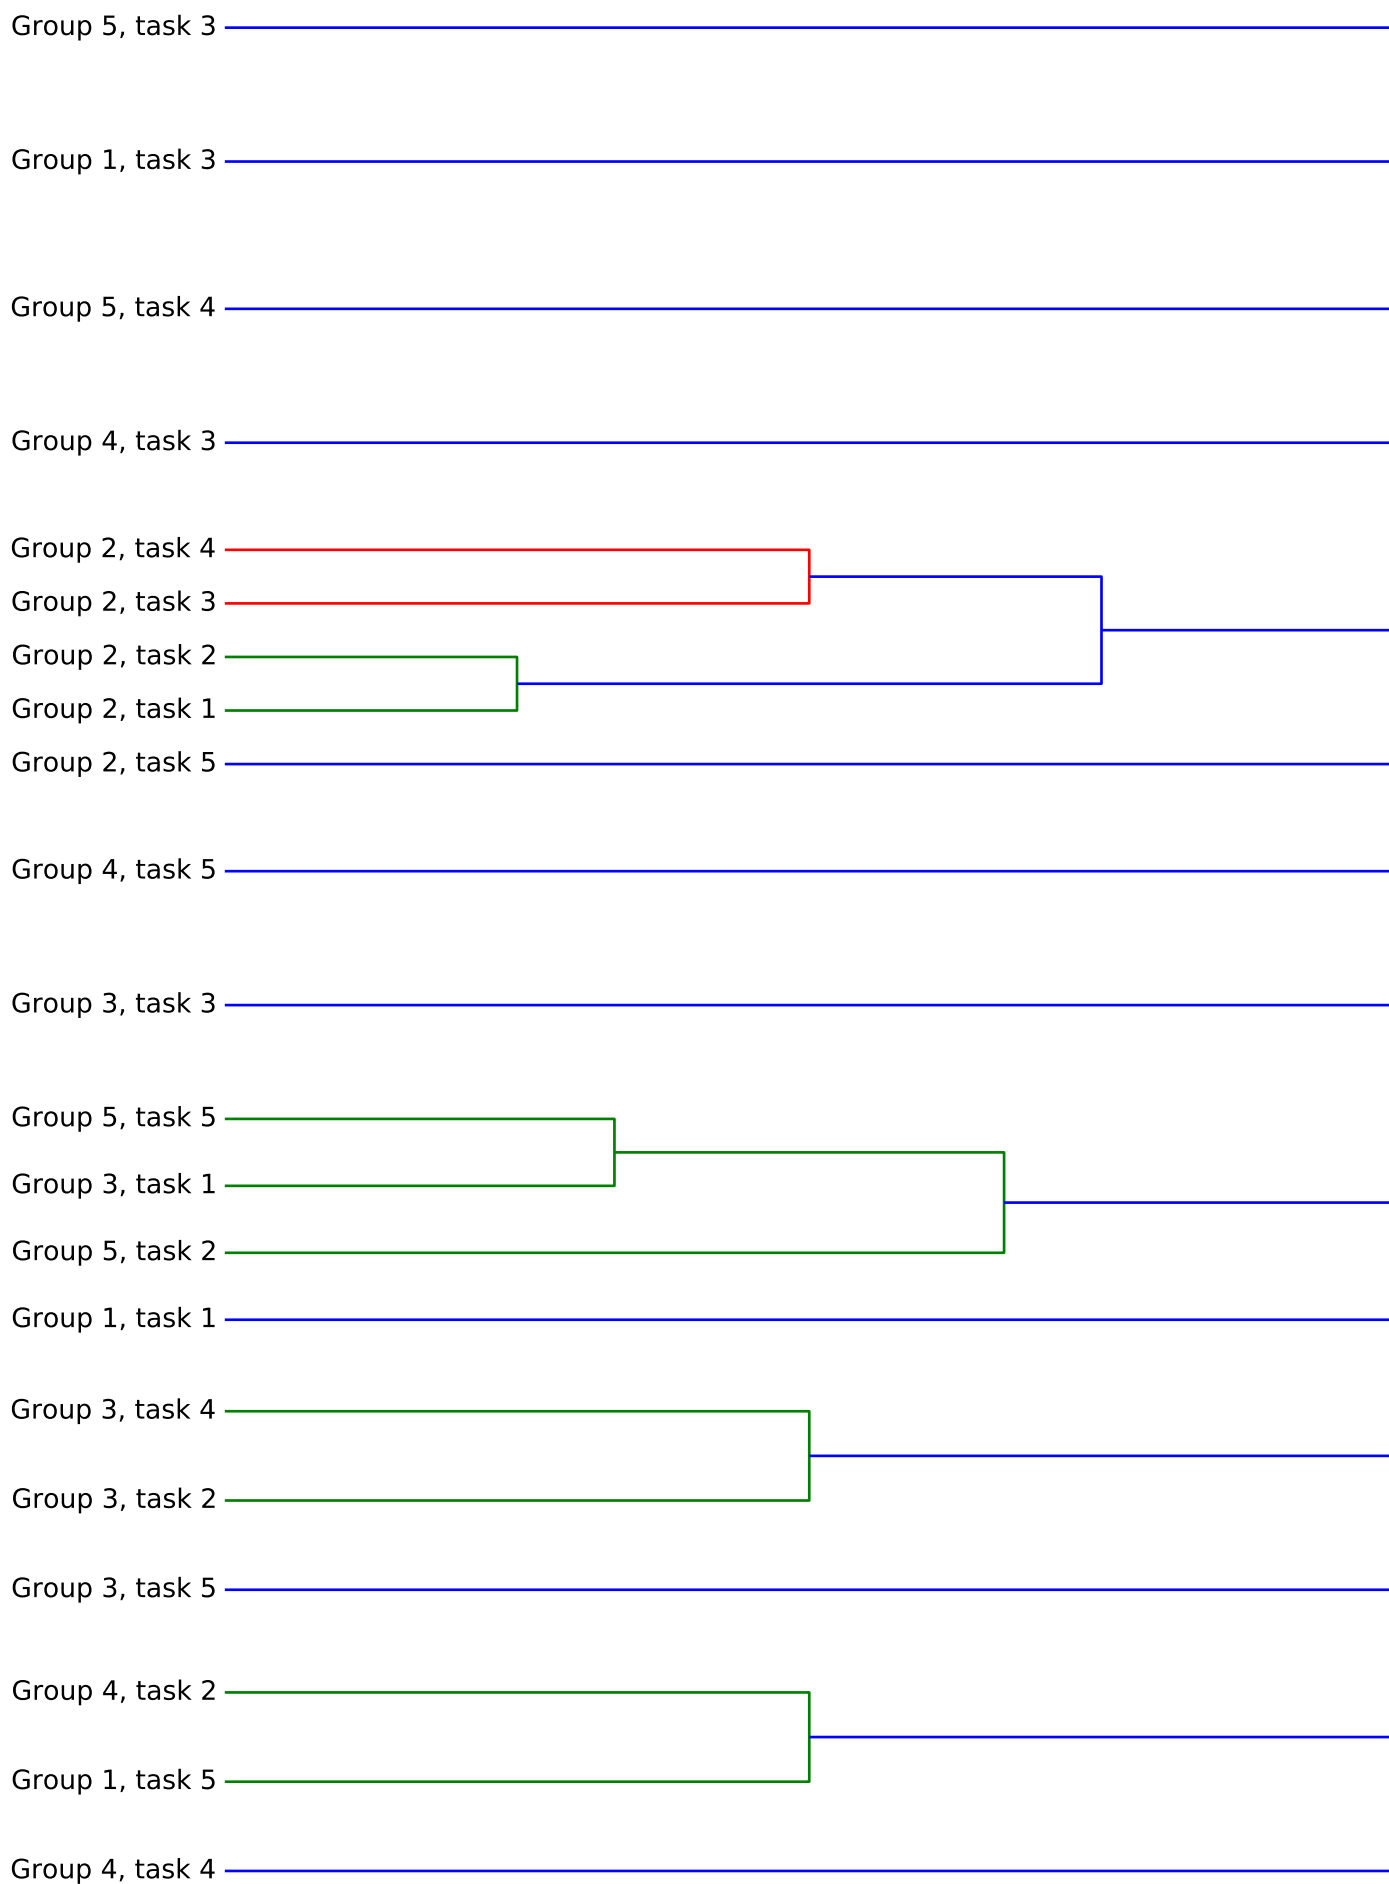 Group 5, task 3
Group 1, task 3
Group 5, task 4
Group 4, task 3
Group 2, task 4
Group 2, task 3
Group 2, task 2
Group 2, task 1
Group 2, task 5
Group 4, task 5
Group 3, task 3
Group 5, task 5
Group 3, task 1
Group 5, task 2
Group 1, task 1
Group 3, task 4
Group 3, task 2
Group 3, task 5
Group 4, task 2
Group 1, task 5
Group 4, task 4